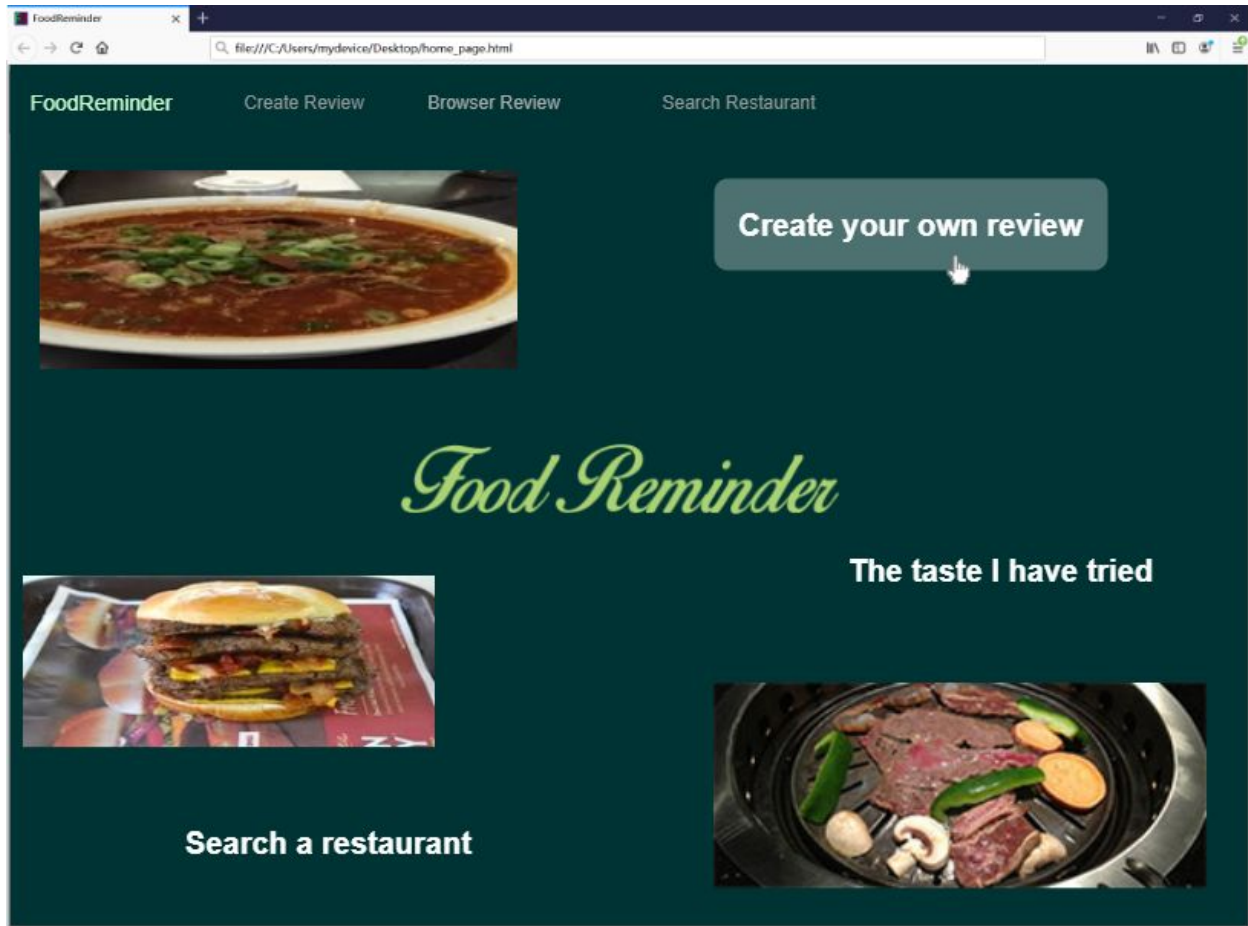 FoodReminder
file:///C:/Users/mydevice/Desktop/home_page.html
FoodReminder Create Review Browser Review Search Restaurant
Create your own review
Food Reminder
The taste I have tried
Search a restaurant